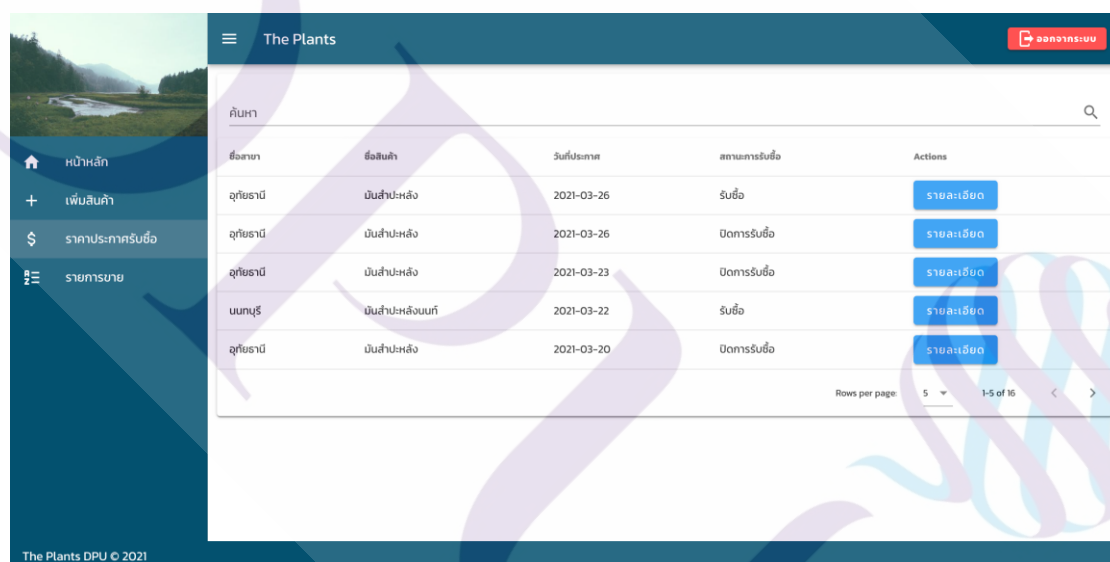 The Plants
ออกจากระบบ
หน้าหลัก
เพิ่มสินค้า
ราคาประกาศรับซื้อ
รายการขาย
ค้นหา
ชื่อสาขา ชื่อสินค้า วันที่ประกาศ สถานะการรับซื้อ Actions
อุทัยธานี มันสำปะหลัง 2021-03-26 รับซื้อ รายละเอียด
อุทัยธานี มันสำปะหลัง 2021-03-26 ปิดการรับซื้อ รายละเอียด
อุทัยธานี มันสำปะหลัง 2021-03-23 ปิดการรับซื้อ รายละเอียด
นนทบุรี มันสำปะหลังนนท์ 2021-03-22 รับซื้อ รายละเอียด
อุทัยธานี มันสำปะหลัง 2021-03-20 ปิดการรับซื้อ รายละเอียด
Rows per page: 5 1-5 of 16
The Plants DPU © 2021